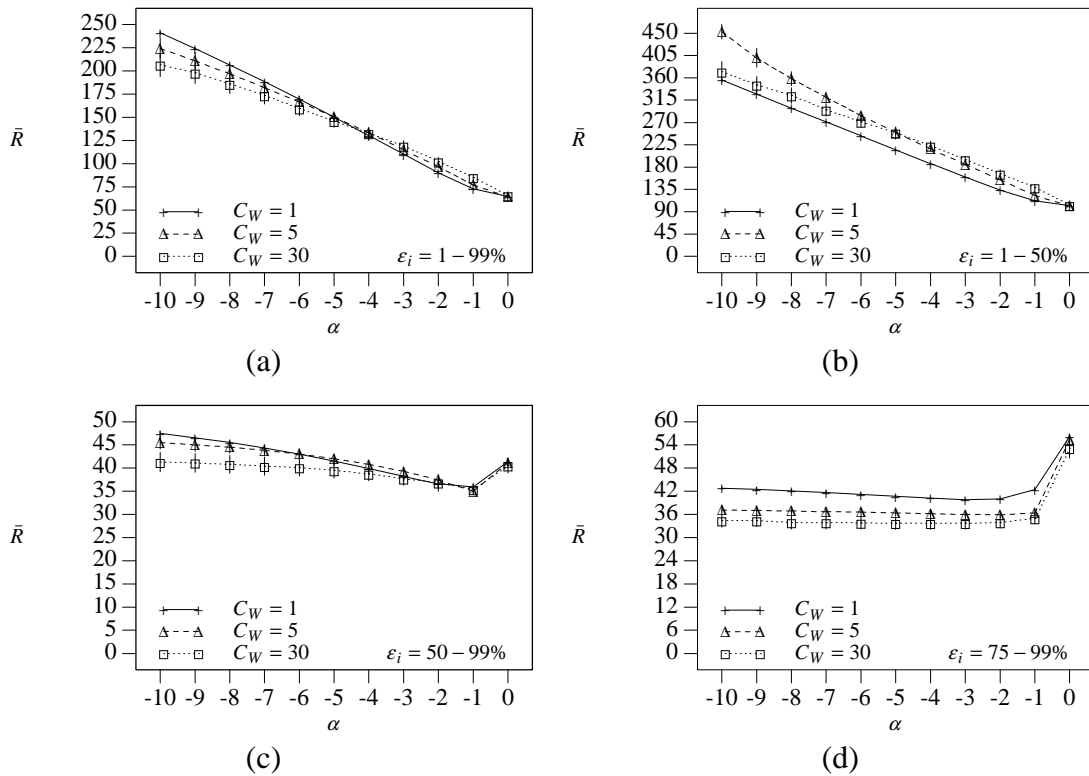 250
225
200
175
150
125
100
75
50
25
0
R̄
C_W = 1
C_W = 5
C_W = 30
ε_i = 1 – 99%
-10 -9 -8 -7 -6 -5 -4 -3 -2 -1 0
α
(a)
450
405
360
315
270
225
180
135
90
45
0
R̄
C_W = 1
C_W = 5
C_W = 30
ε_i = 1 – 50%
-10 -9 -8 -7 -6 -5 -4 -3 -2 -1 0
α
(b)
50
45
40
35
30
25
20
15
10
5
0
R̄
C_W = 1
C_W = 5
C_W = 30
ε_i = 50 – 99%
-10 -9 -8 -7 -6 -5 -4 -3 -2 -1 0
α
(c)
60
54
48
42
36
30
24
18
12
6
0
R̄
C_W = 1
C_W = 5
C_W = 30
ε_i = 75 – 99%
-10 -9 -8 -7 -6 -5 -4 -3 -2 -1 0
α
(d)